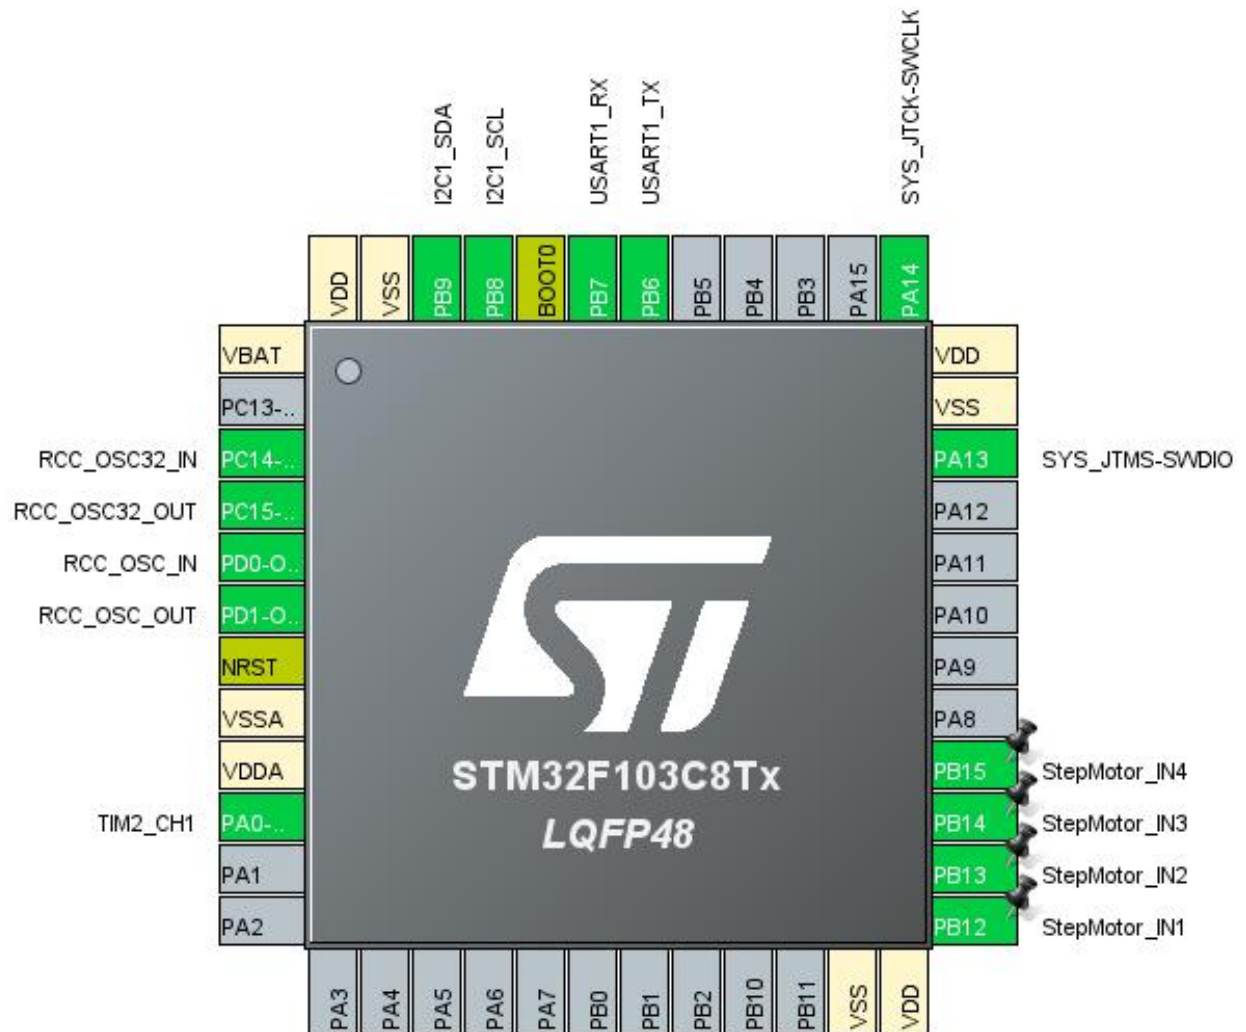 I2C1_SDA
I2C1_SCL
USART1_RX
USART1_TX
SYS_JTCK-SWCLK
VDD
VSS
PB9
PB8
BOOT0
PB7
PB6
PB5
PB4
PB3
PA15
PA14
VBAT
PC13-..
RCC_OSC32_IN PC14-..
RCC_OSC32_OUT PC15-..
RCC_OSC_IN PD0-O..
RCC_OSC_OUT PD1-O..
NRST
VSSA
VDDA
TIM2_CH1 PA0-..
PA1
PA2
ST
STM32F103C8Tx
LQFP48
VDD
VSS
PA13 SYS_JTMS-SWDIO
PA12
PA11
PA10
PA9
PA8
PB15 StepMotor_IN4
PB14 StepMotor_IN3
PB13 StepMotor_IN2
PB12 StepMotor_IN1
PA3
PA4
PA5
PA6
PA7
PB0
PB1
PB2
PB10
PB11
VSS
VDD